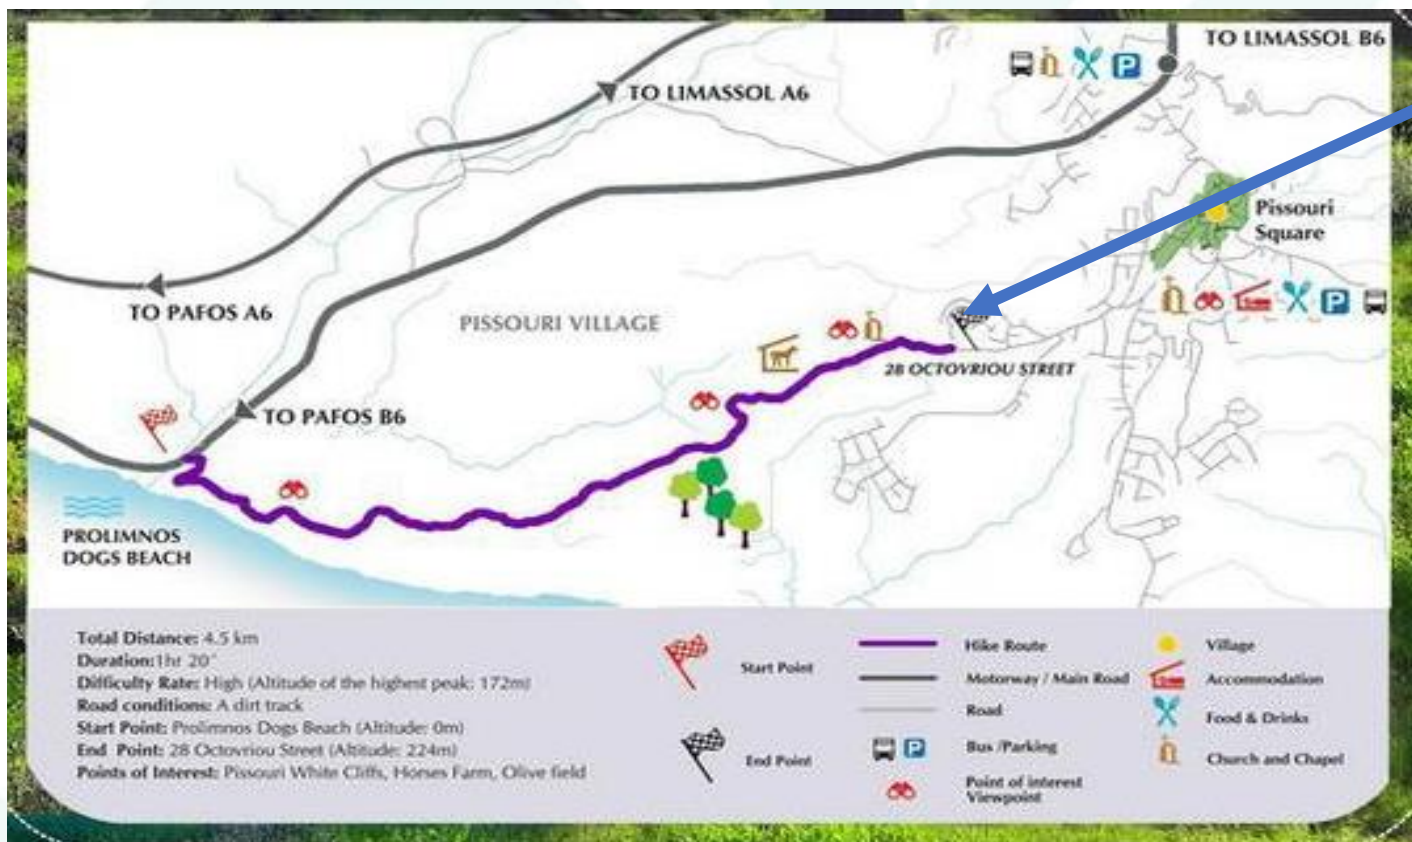 TO LIMASSOL B6
P
TO LIMASSOL A6
Pissouri
Square
P
TO PAFOS A6
PISSOURI VILLAGE
28 OCTOVRIOU STREET
TO PAFOS B6
PROLIMNOS
DOGS BEACH
Total Distance: 4.5 km
Duration:1hr 20"
Difficulty Rate: High (Altitude of the highest peak: 172m)
Road conditions: A dirt track
Start Point: Prolimnos Dogs Beach (Altitude: 0m)
End Point: 28 Octovriou Street (Altitude: 224m)
Points of Interest: Pissouri White Cliffs, Horses Farm, Olive field
Start Point
End Point
Hike Route
Motorway / Main Road
Road
P
Bus /Parking
Point of interest
Viewpoint
Village
Accommodation
Food & Drinks
Church and Chapel